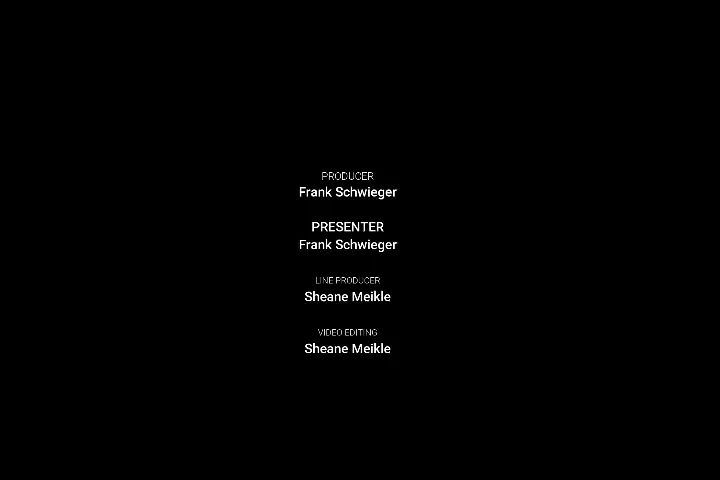 PRODUCER
Frank Schwieger
PRESENTER
Frank Schwieger
LINE PRODUCER
Sheane Meikle
VIDEO EDITING
Sheane Meikle